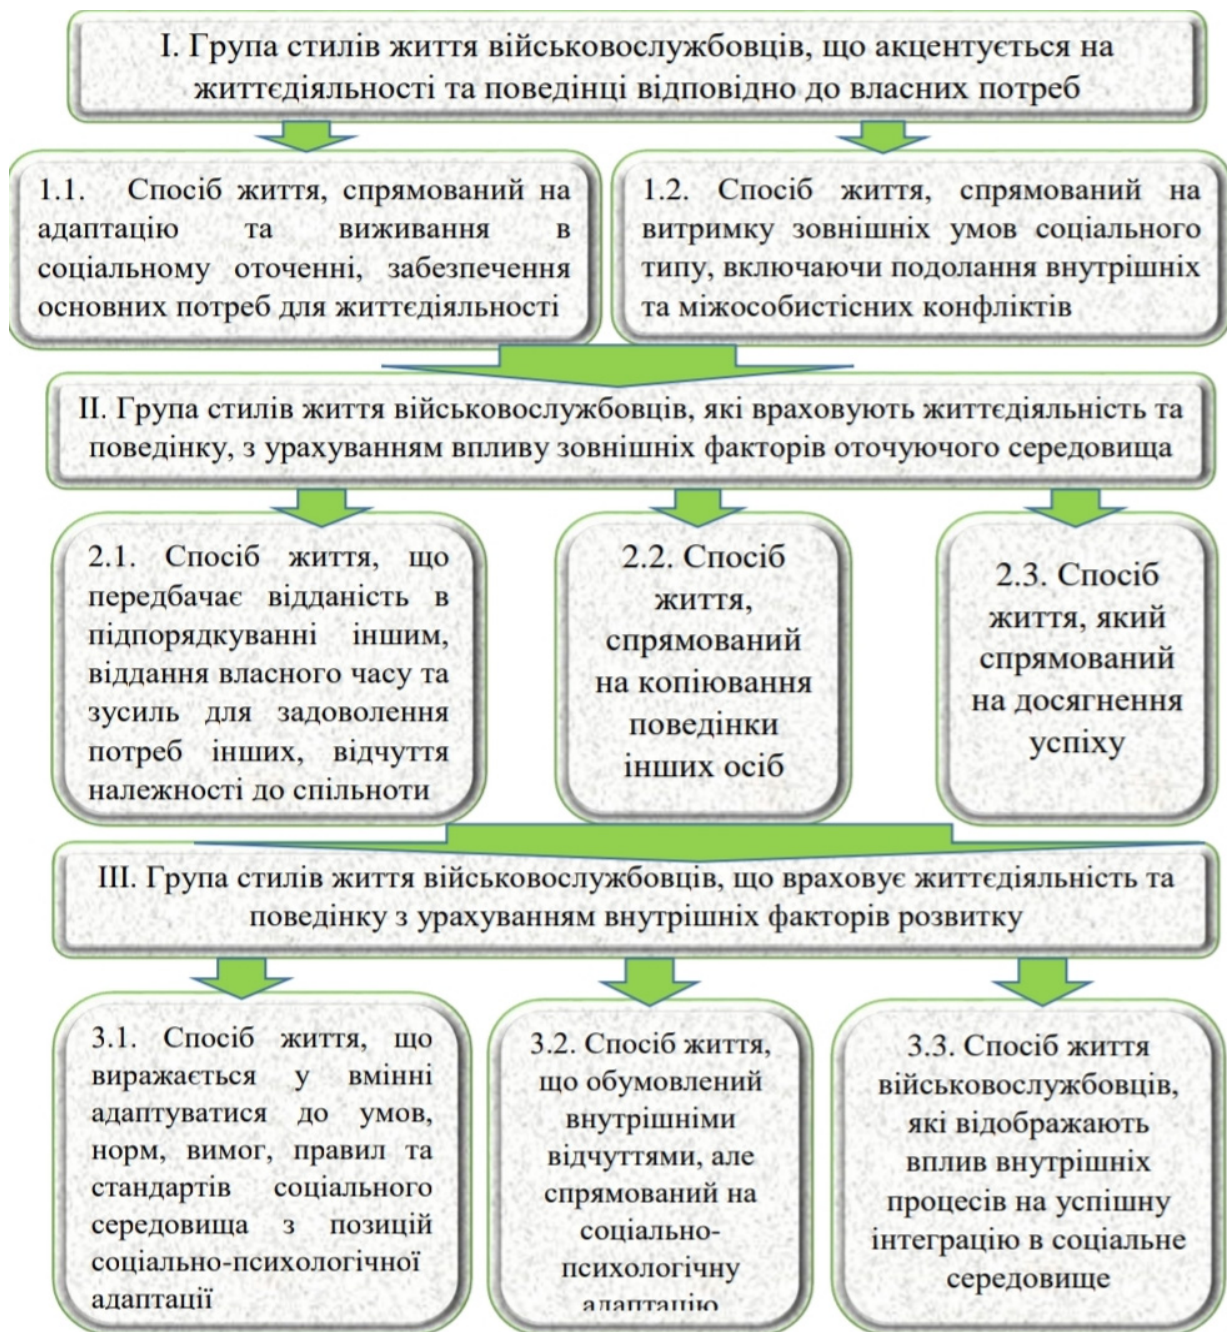 І. Група стилів життя військовослужбовців, що акцентується на
життєдіяльності та поведінці відповідно до власних потреб
1.1. Спосіб життя, спрямований на
адаптацію та виживання в
соціальному оточенні, забезпечення
основних потреб для життєдіяльності
1.2. Спосіб життя, спрямований на
витримку зовнішніх умов соціального
типу, включаючи подолання внутрішніх
та міжособистісних конфліктів
ІІ. Група стилів життя військовослужбовців, які враховують життєдіяльність та
поведінку, з урахуванням впливу зовнішніх факторів оточуючого середовища
2.1. Спосіб життя, що
передбачає відданість в
підпорядкуванні іншим,
віддання власного часу та
зусиль для задоволення
потреб інших, відчуття
належності до спільноти
2.2. Спосіб
життя,
спрямований
на копіювання
поведінки
інших осіб
2.3. Спосіб
життя, який
спрямований
на досягнення
успіху
ІІІ. Група стилів життя військовослужбовців, що враховує життєдіяльність та
поведінку з урахуванням внутрішніх факторів розвитку
3.1. Спосіб життя, що
виражається у вмінні
адаптуватися до умов,
норм, вимог, правил та
стандартів соціального
середовища з позицій
соціально-психологічної
адаптації
3.2. Спосіб життя,
що обумовлений
внутрішніми
відчуттями, але
спрямований на
соціально-
психологічну
адаптацію
3.3. Спосіб життя
військовослужбовців,
які відображають
вплив внутрішніх
процесів на успішну
інтеграцію в соціальне
середовище